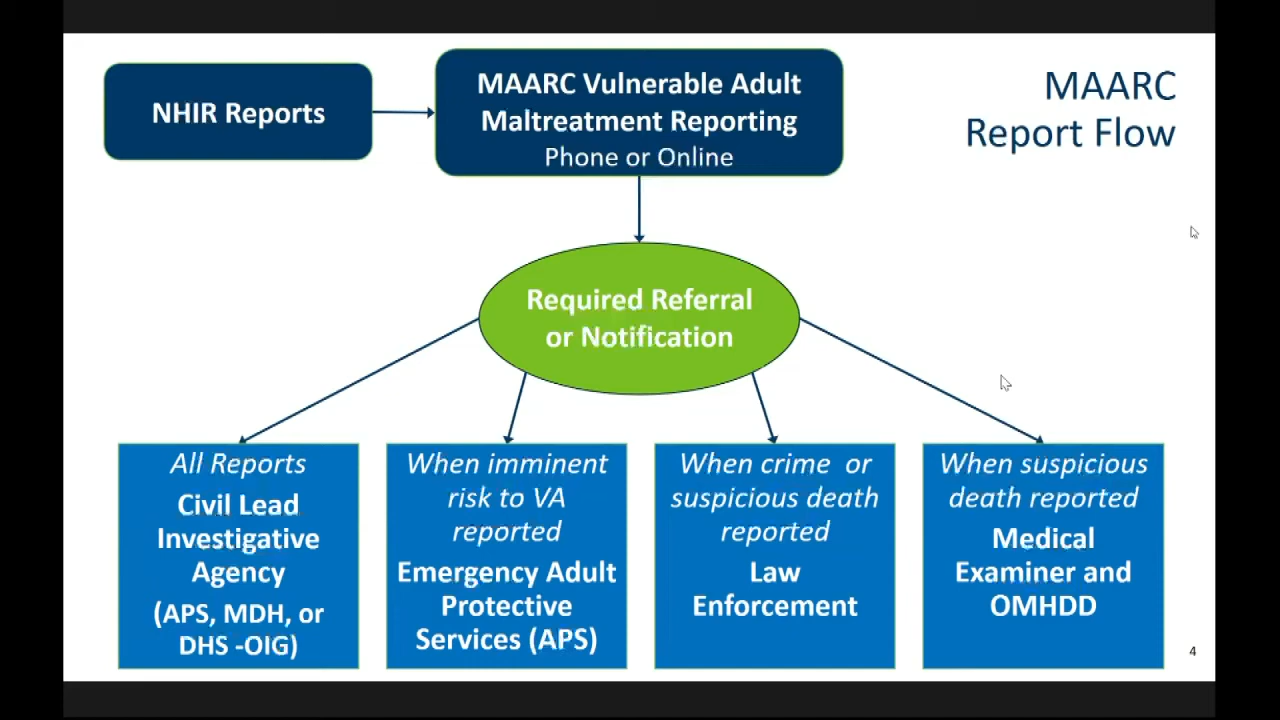 NHIR Reports
MAARC Vulnerable Adult
Maltreatment Reporting
Phone or Online
MAARC
Report Flow
Required Referral
or Notification
All Reports
Civil Lead
Investigative
Agency
(APS, MDH, or
DHS -OIG)
When imminent
risk to VA
reported
Emergency Adult
Protective
Services (APS)
When crime or
suspicious death
reported
Law
Enforcement
When suspicious
death reported
Medical
Examiner and
OMHDD
4